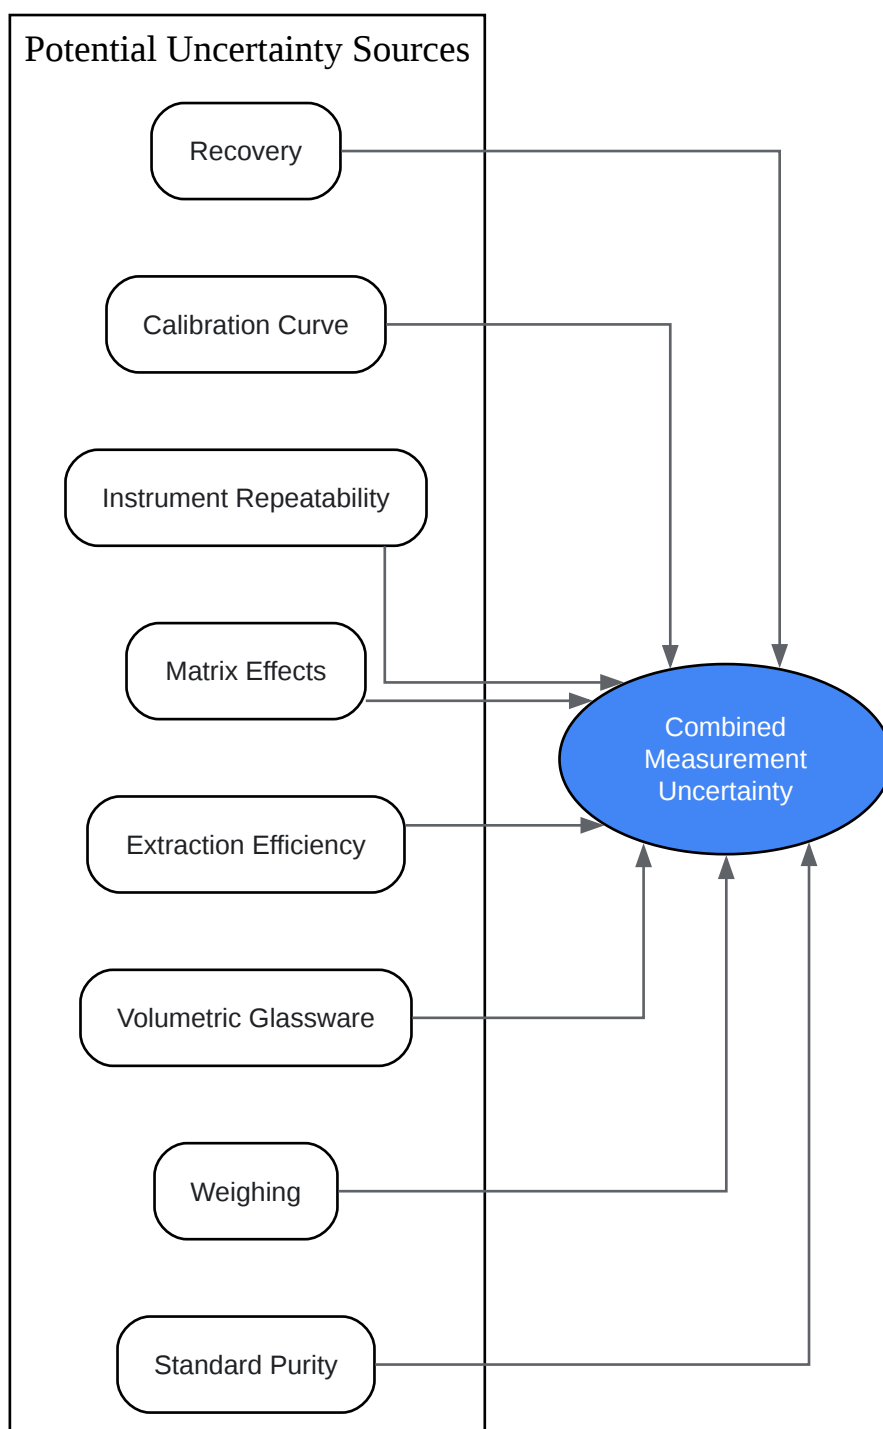 Potential Uncertainty Sources
Recovery
Calibration Curve
Instrument Repeatability
Matrix Effects
Combined
Measurement
Uncertainty
Extraction Efficiency
Volumetric Glassware
Weighing
Standard Purity